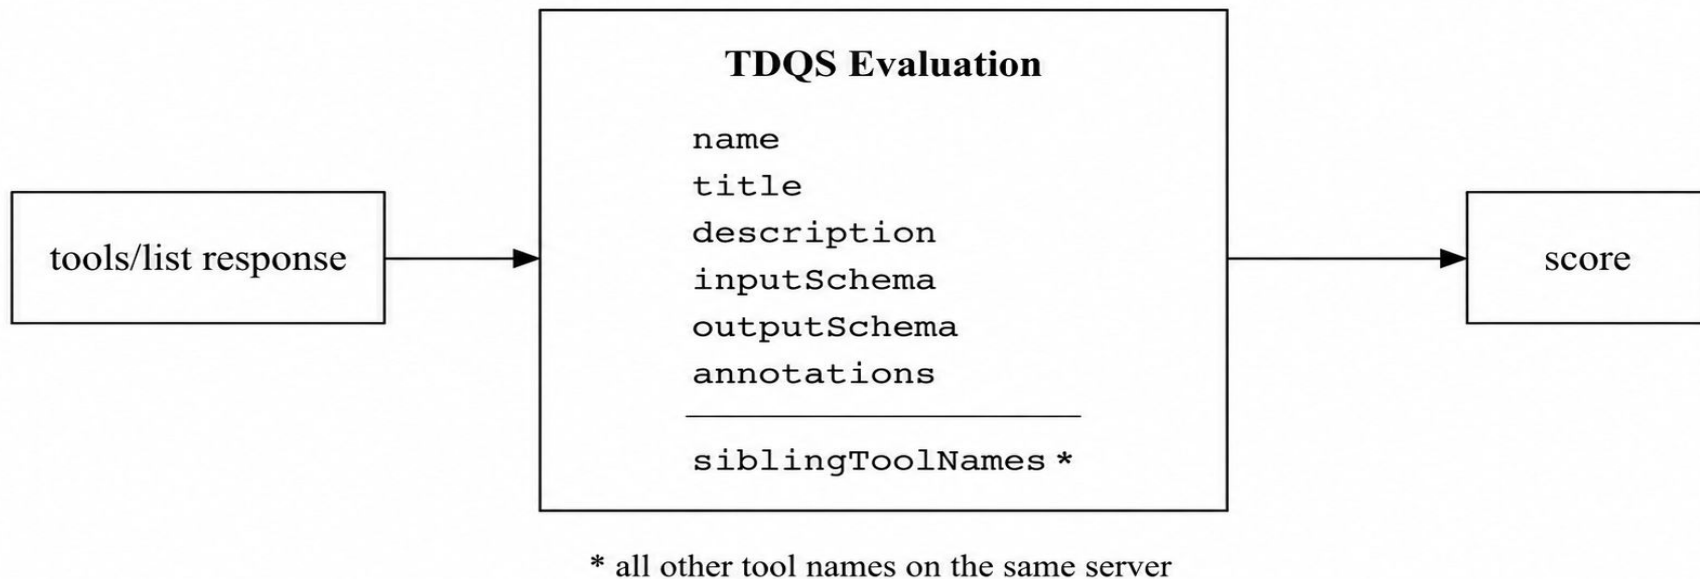 TDQS Evaluation
name
title
description
inputSchema
outputSchema
annotations
siblingToolNames *
tools/list response
score
* all other tool names on the same server